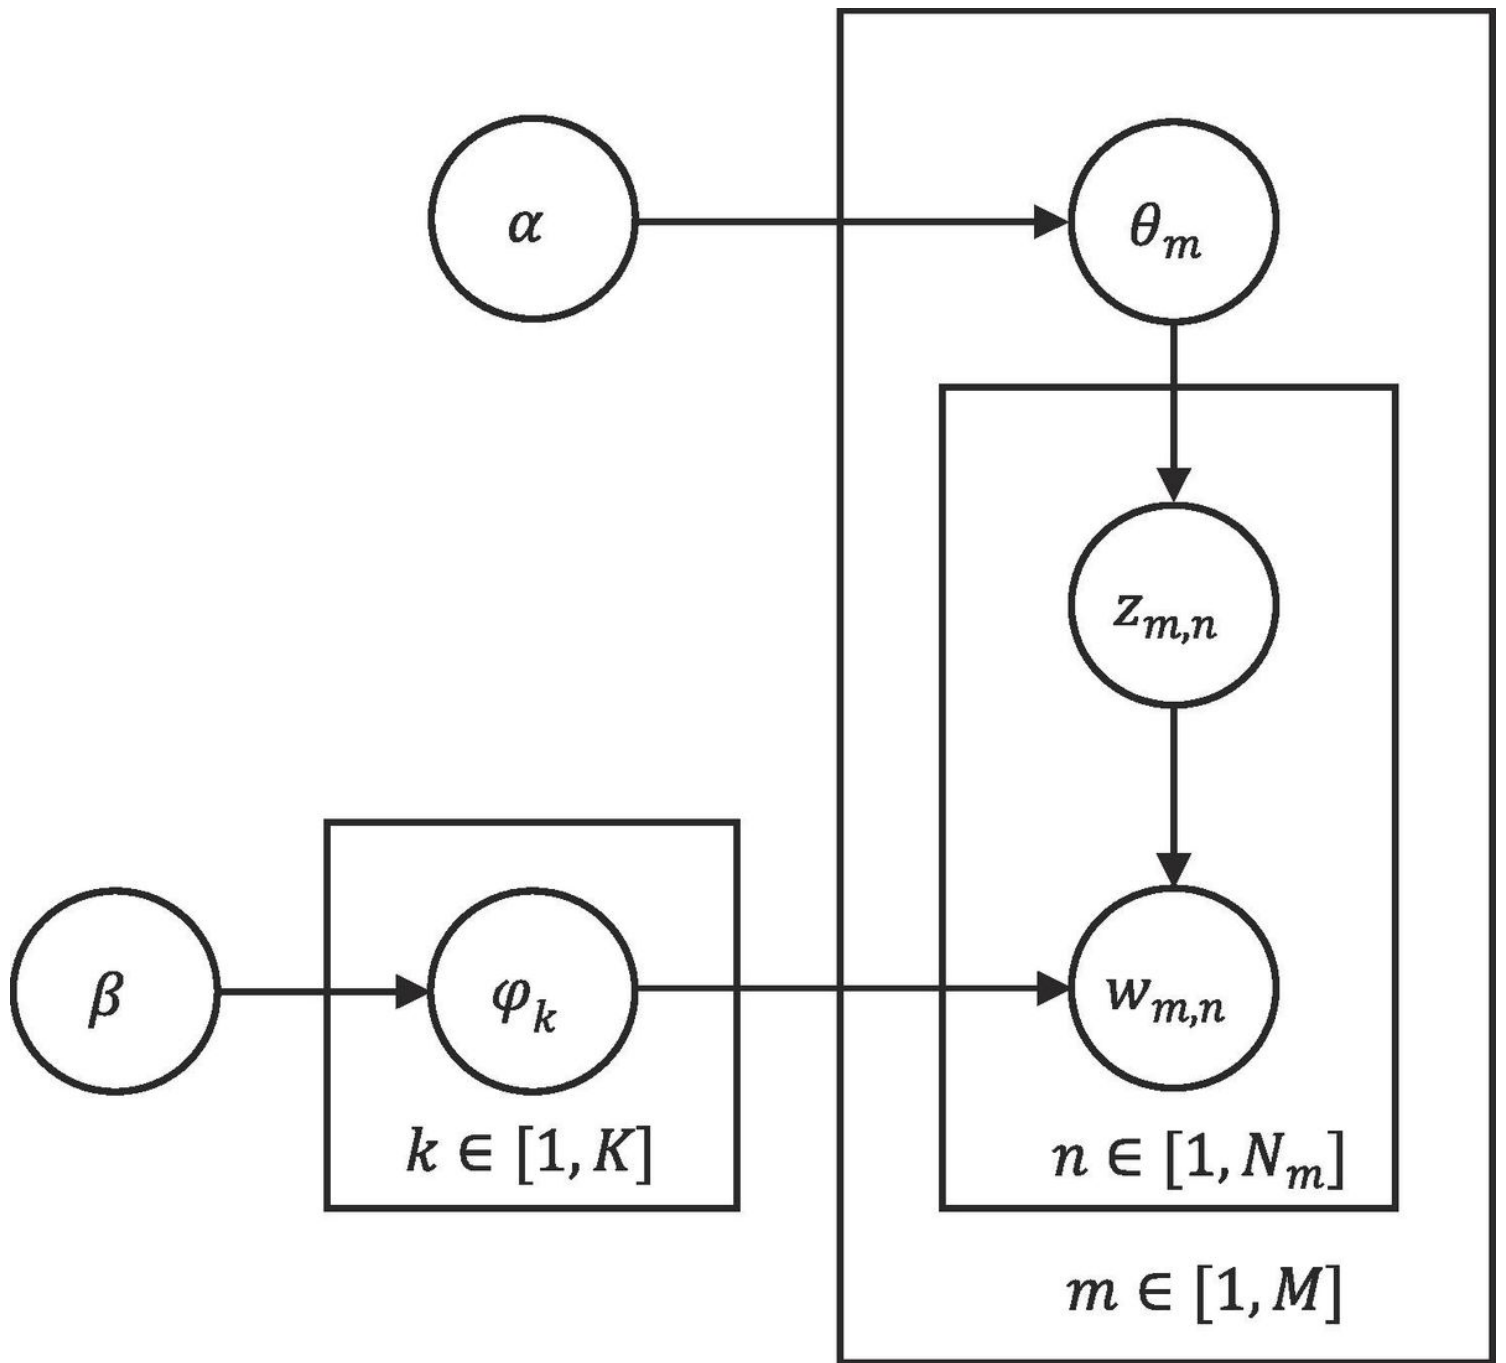 α
θ_m
z_{m,n}
β
φ_k
w_{m,n}
k ∈ [1, K]
n ∈ [1, N_m]
m ∈ [1, M]